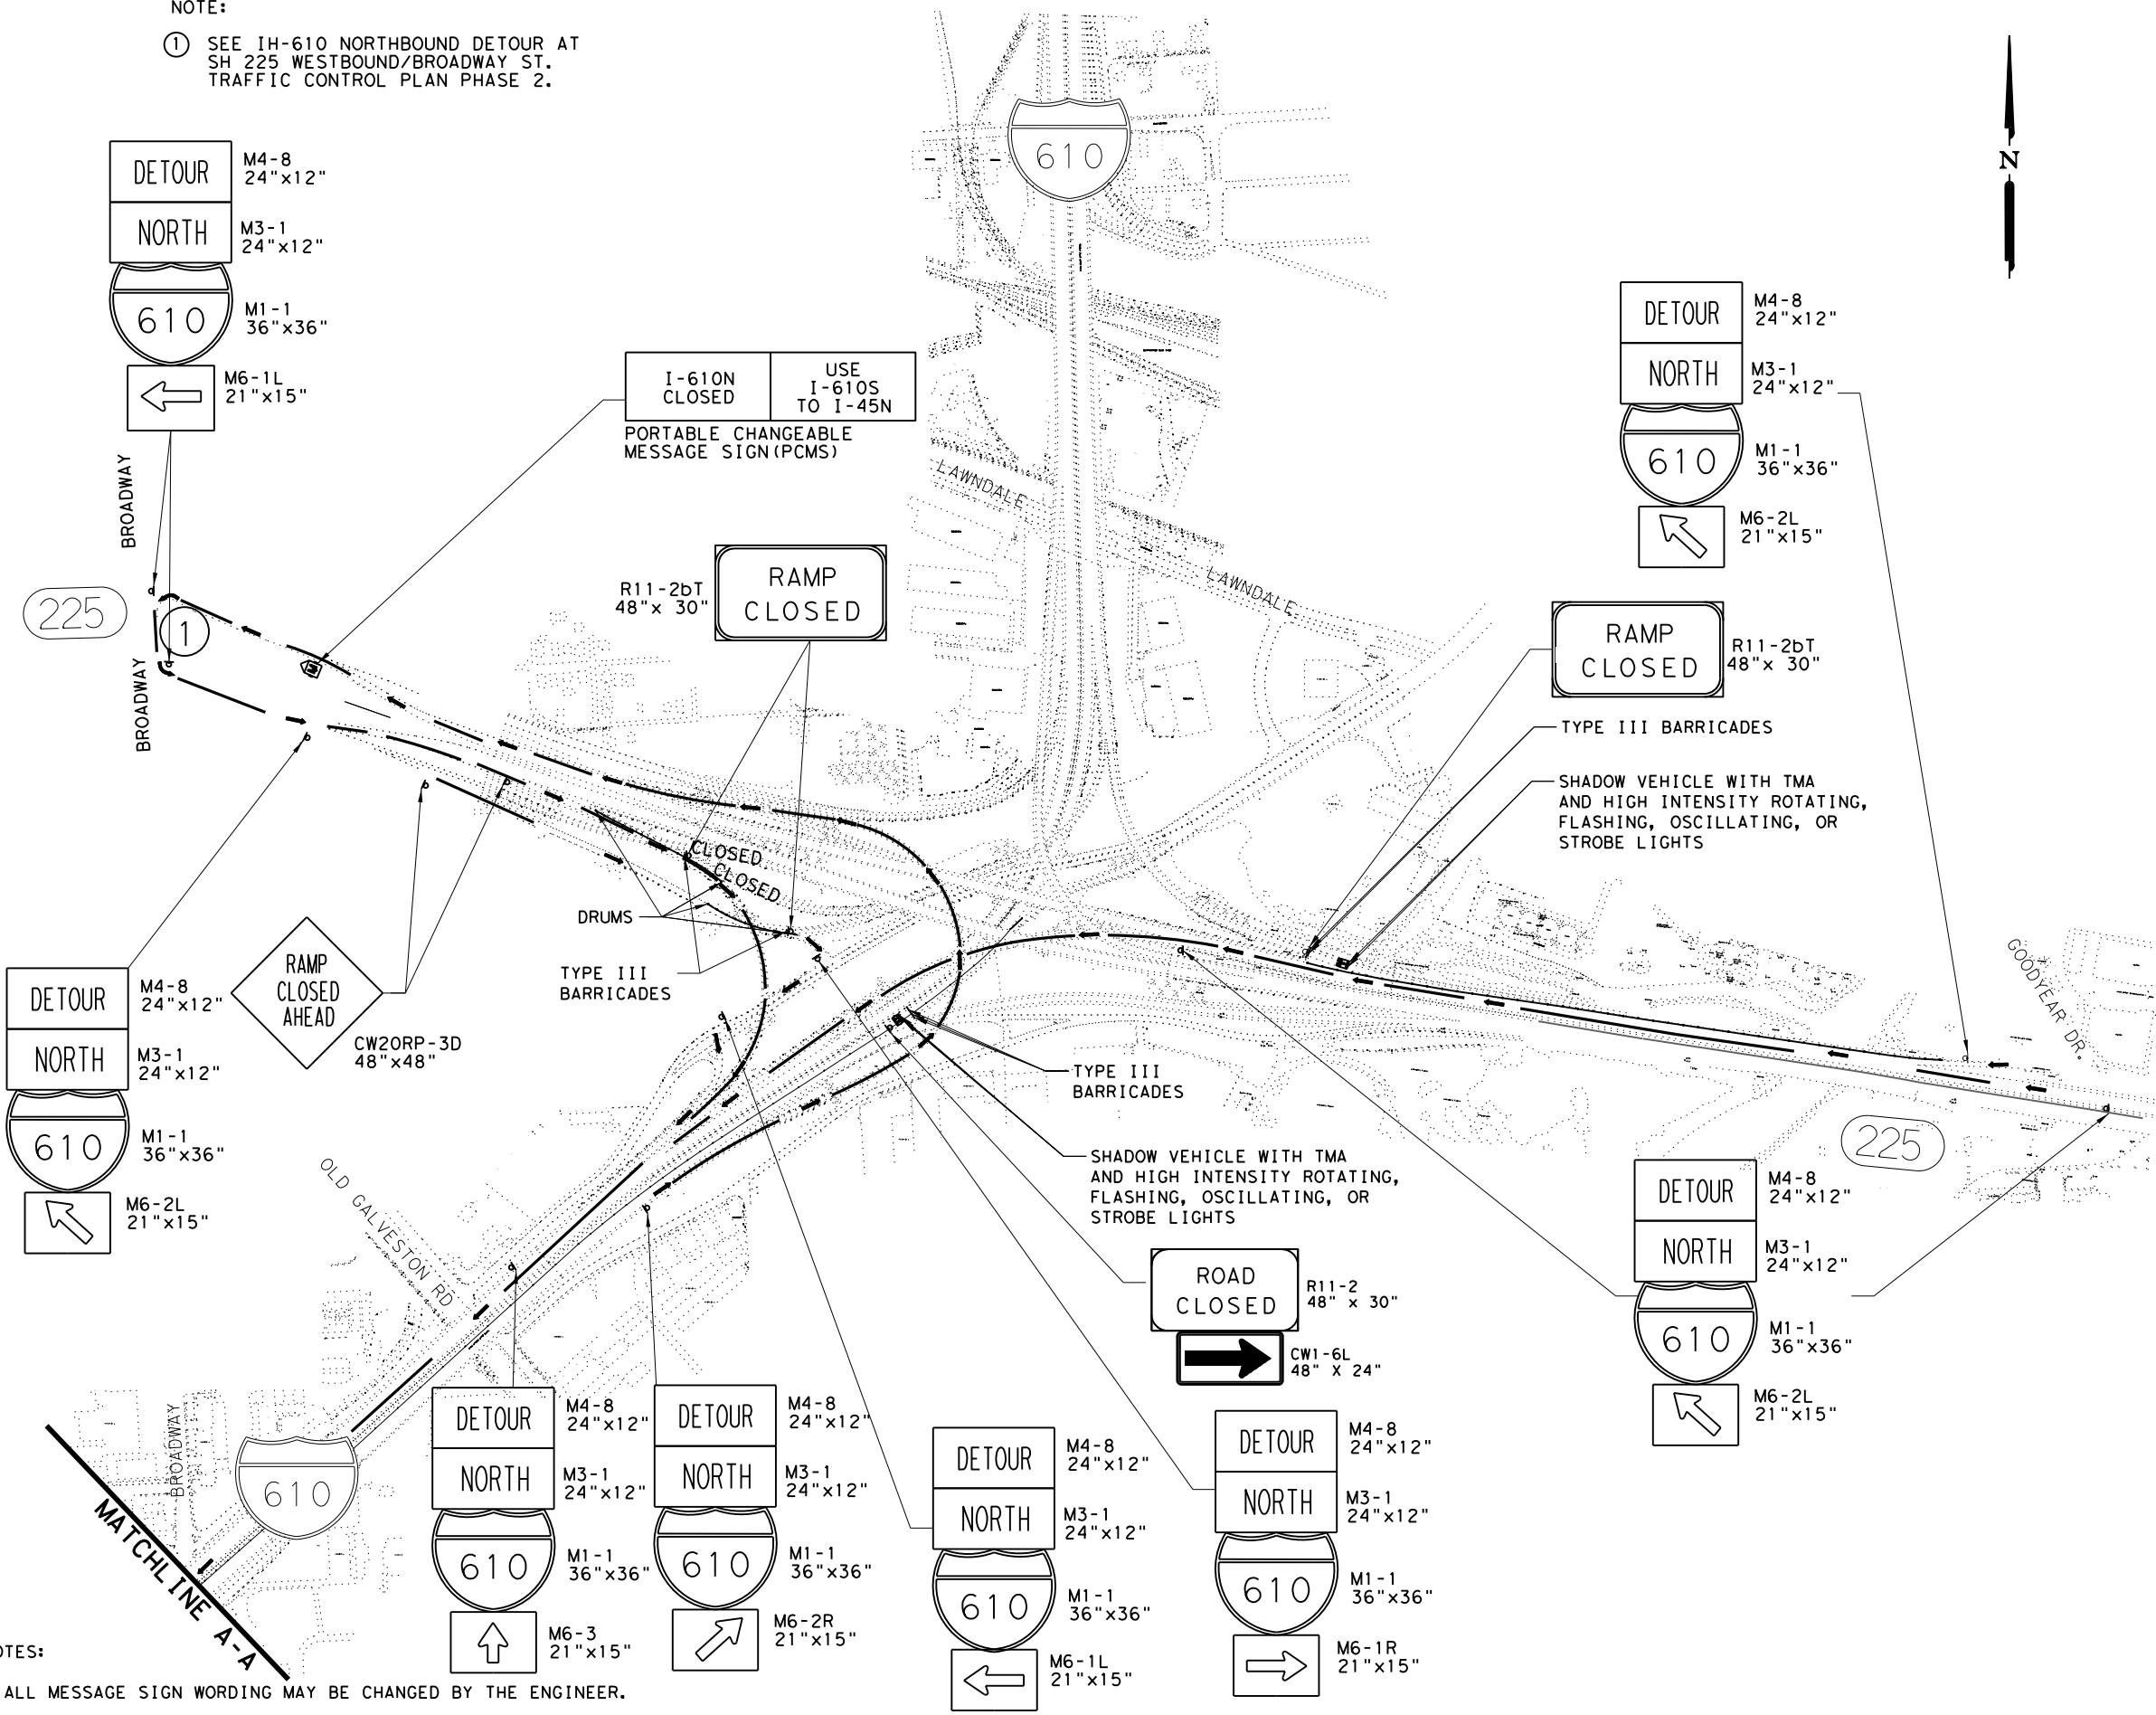 NOTE:
1 SEE IH-610 NORTHBOUND DETOUR AT
SH 225 WESTBOUND/BROADWAY ST.
TRAFFIC CONTROL PLAN PHASE 2.
610
N
DETOUR
M4-8
24"x12"
NORTH
M3-1
24"x12"
610
M1-1
36"x36"
M6-1L
21"x15"
DETOUR
M4-8
24"x12"
NORTH
M3-1
24"x12"
610
M1-1
36"x36"
M6-2L
21"x15"
I-610N
CLOSED
USE
I-610S
TO I-45N
PORTABLE CHANGEABLE
MESSAGE SIGN(PCMS)
BROADWAY
LAWNDALE
LAWNDALE
225
1
BROADWAY
RAMP
CLOSED
R11-2bT
48"x 30"
RAMP
CLOSED
R11-2bT
48"x 30"
TYPE III BARRICADES
SHADOW VEHICLE WITH TMA
AND HIGH INTENSITY ROTATING,
FLASHING, OSCILLATING, OR
STROBE LIGHTS
CLOSED
CLOSED
DRUMS
TYPE III
BARRICADES
GOODYEAR DR.
DETOUR
M4-8
24"x12"
NORTH
M3-1
24"x12"
610
M1-1
36"x36"
M6-2L
21"x15"
RAMP
CLOSED
AHEAD
CW20RP-3D
48"x48"
TYPE III
BARRICADES
SHADOW VEHICLE WITH TMA
AND HIGH INTENSITY ROTATING,
FLASHING, OSCILLATING, OR
STROBE LIGHTS
225
OLD GALVESTON RD
ROAD
CLOSED
R11-2
48" x 30"
CW1-6L
48" X 24"
DETOUR
M4-8
24"x12"
NORTH
M3-1
24"x12"
610
M1-1
36"x36"
M6-2L
21"x15"
BROADWAY
610
MATCHLINE A-A
DETOUR
M4-8
24"x12"
NORTH
M3-1
24"x12"
610
M1-1
36"x36"
M6-3
21"x15"
DETOUR
M4-8
24"x12"
NORTH
M3-1
24"x12"
610
M1-1
36"x36"
M6-2R
21"x15"
DETOUR
M4-8
24"x12"
NORTH
M3-1
24"x12"
610
M1-1
36"x36"
M6-1L
21"x15"
DETOUR
M4-8
24"x12"
NORTH
M3-1
24"x12"
610
M1-1
36"x36"
M6-1R
21"x15"
OTES:
ALL MESSAGE SIGN WORDING MAY BE CHANGED BY THE ENGINEER.